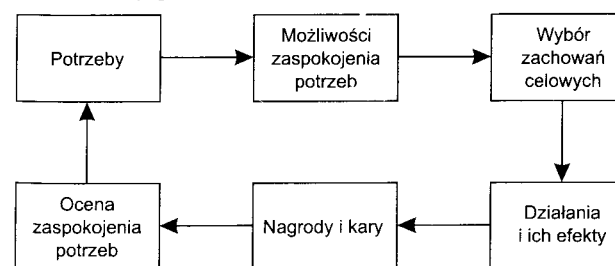 Potrzeby
Możliwości
zaspokojenia
potrzeb
Wybór
zachowań
celowych
Ocena
zaspokojenia
potrzeb
Nagrody i kary
Działania
i ich efekty